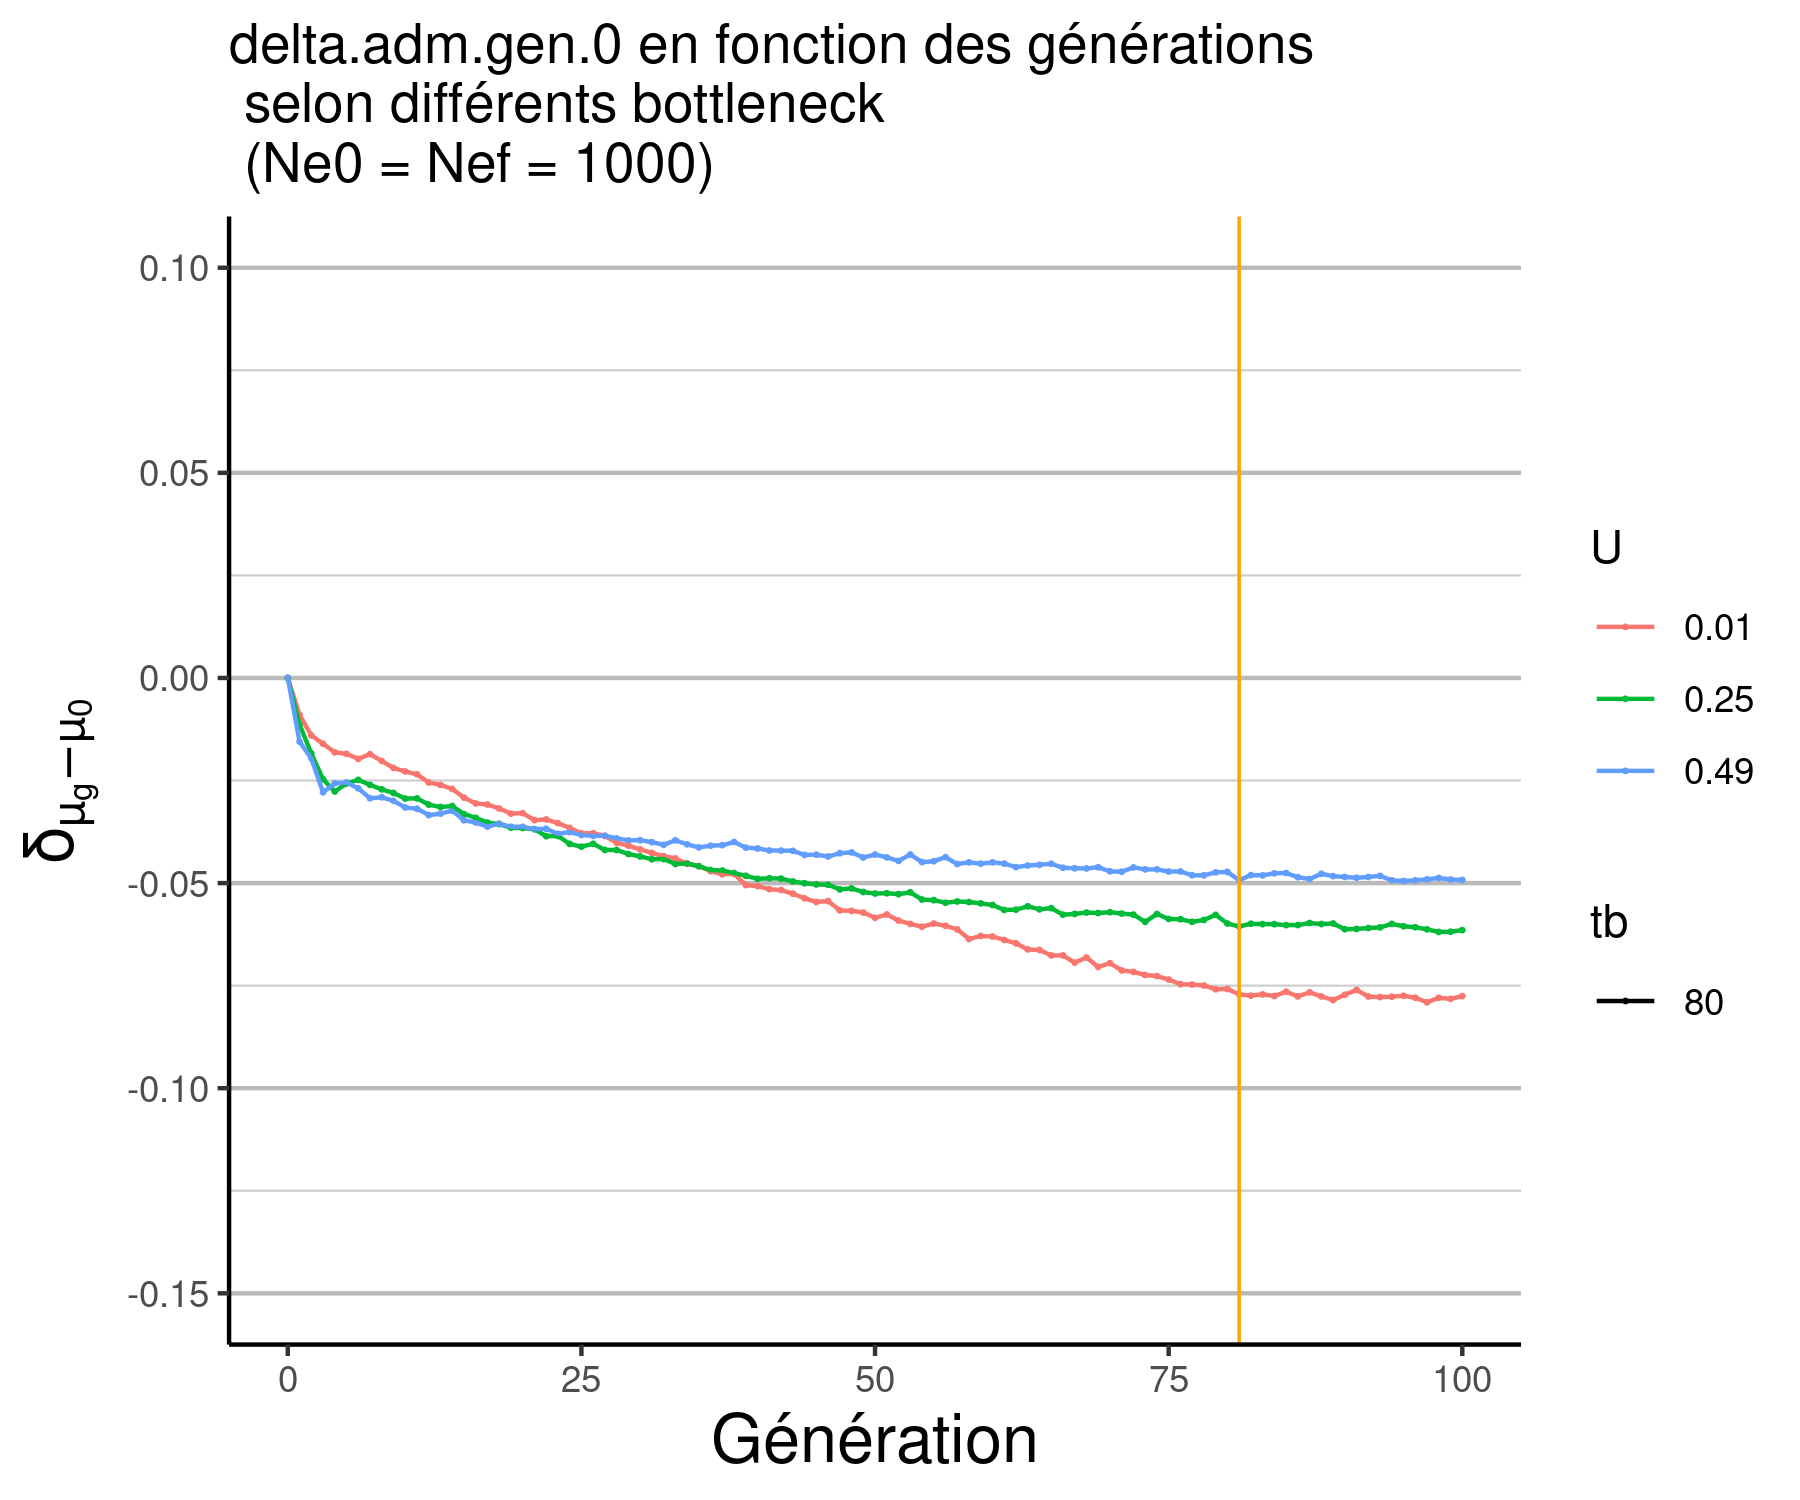 delta.adm.gen.0 en fonction des générations
selon différents bottleneck
(Ne0 = Nef = 1000)
0.10
0.05
0.00
-0.05
-0.10
-0.15
δμg−μ0
0 25 50 75 100
Génération
U
0.01
0.25
0.49
tb
80